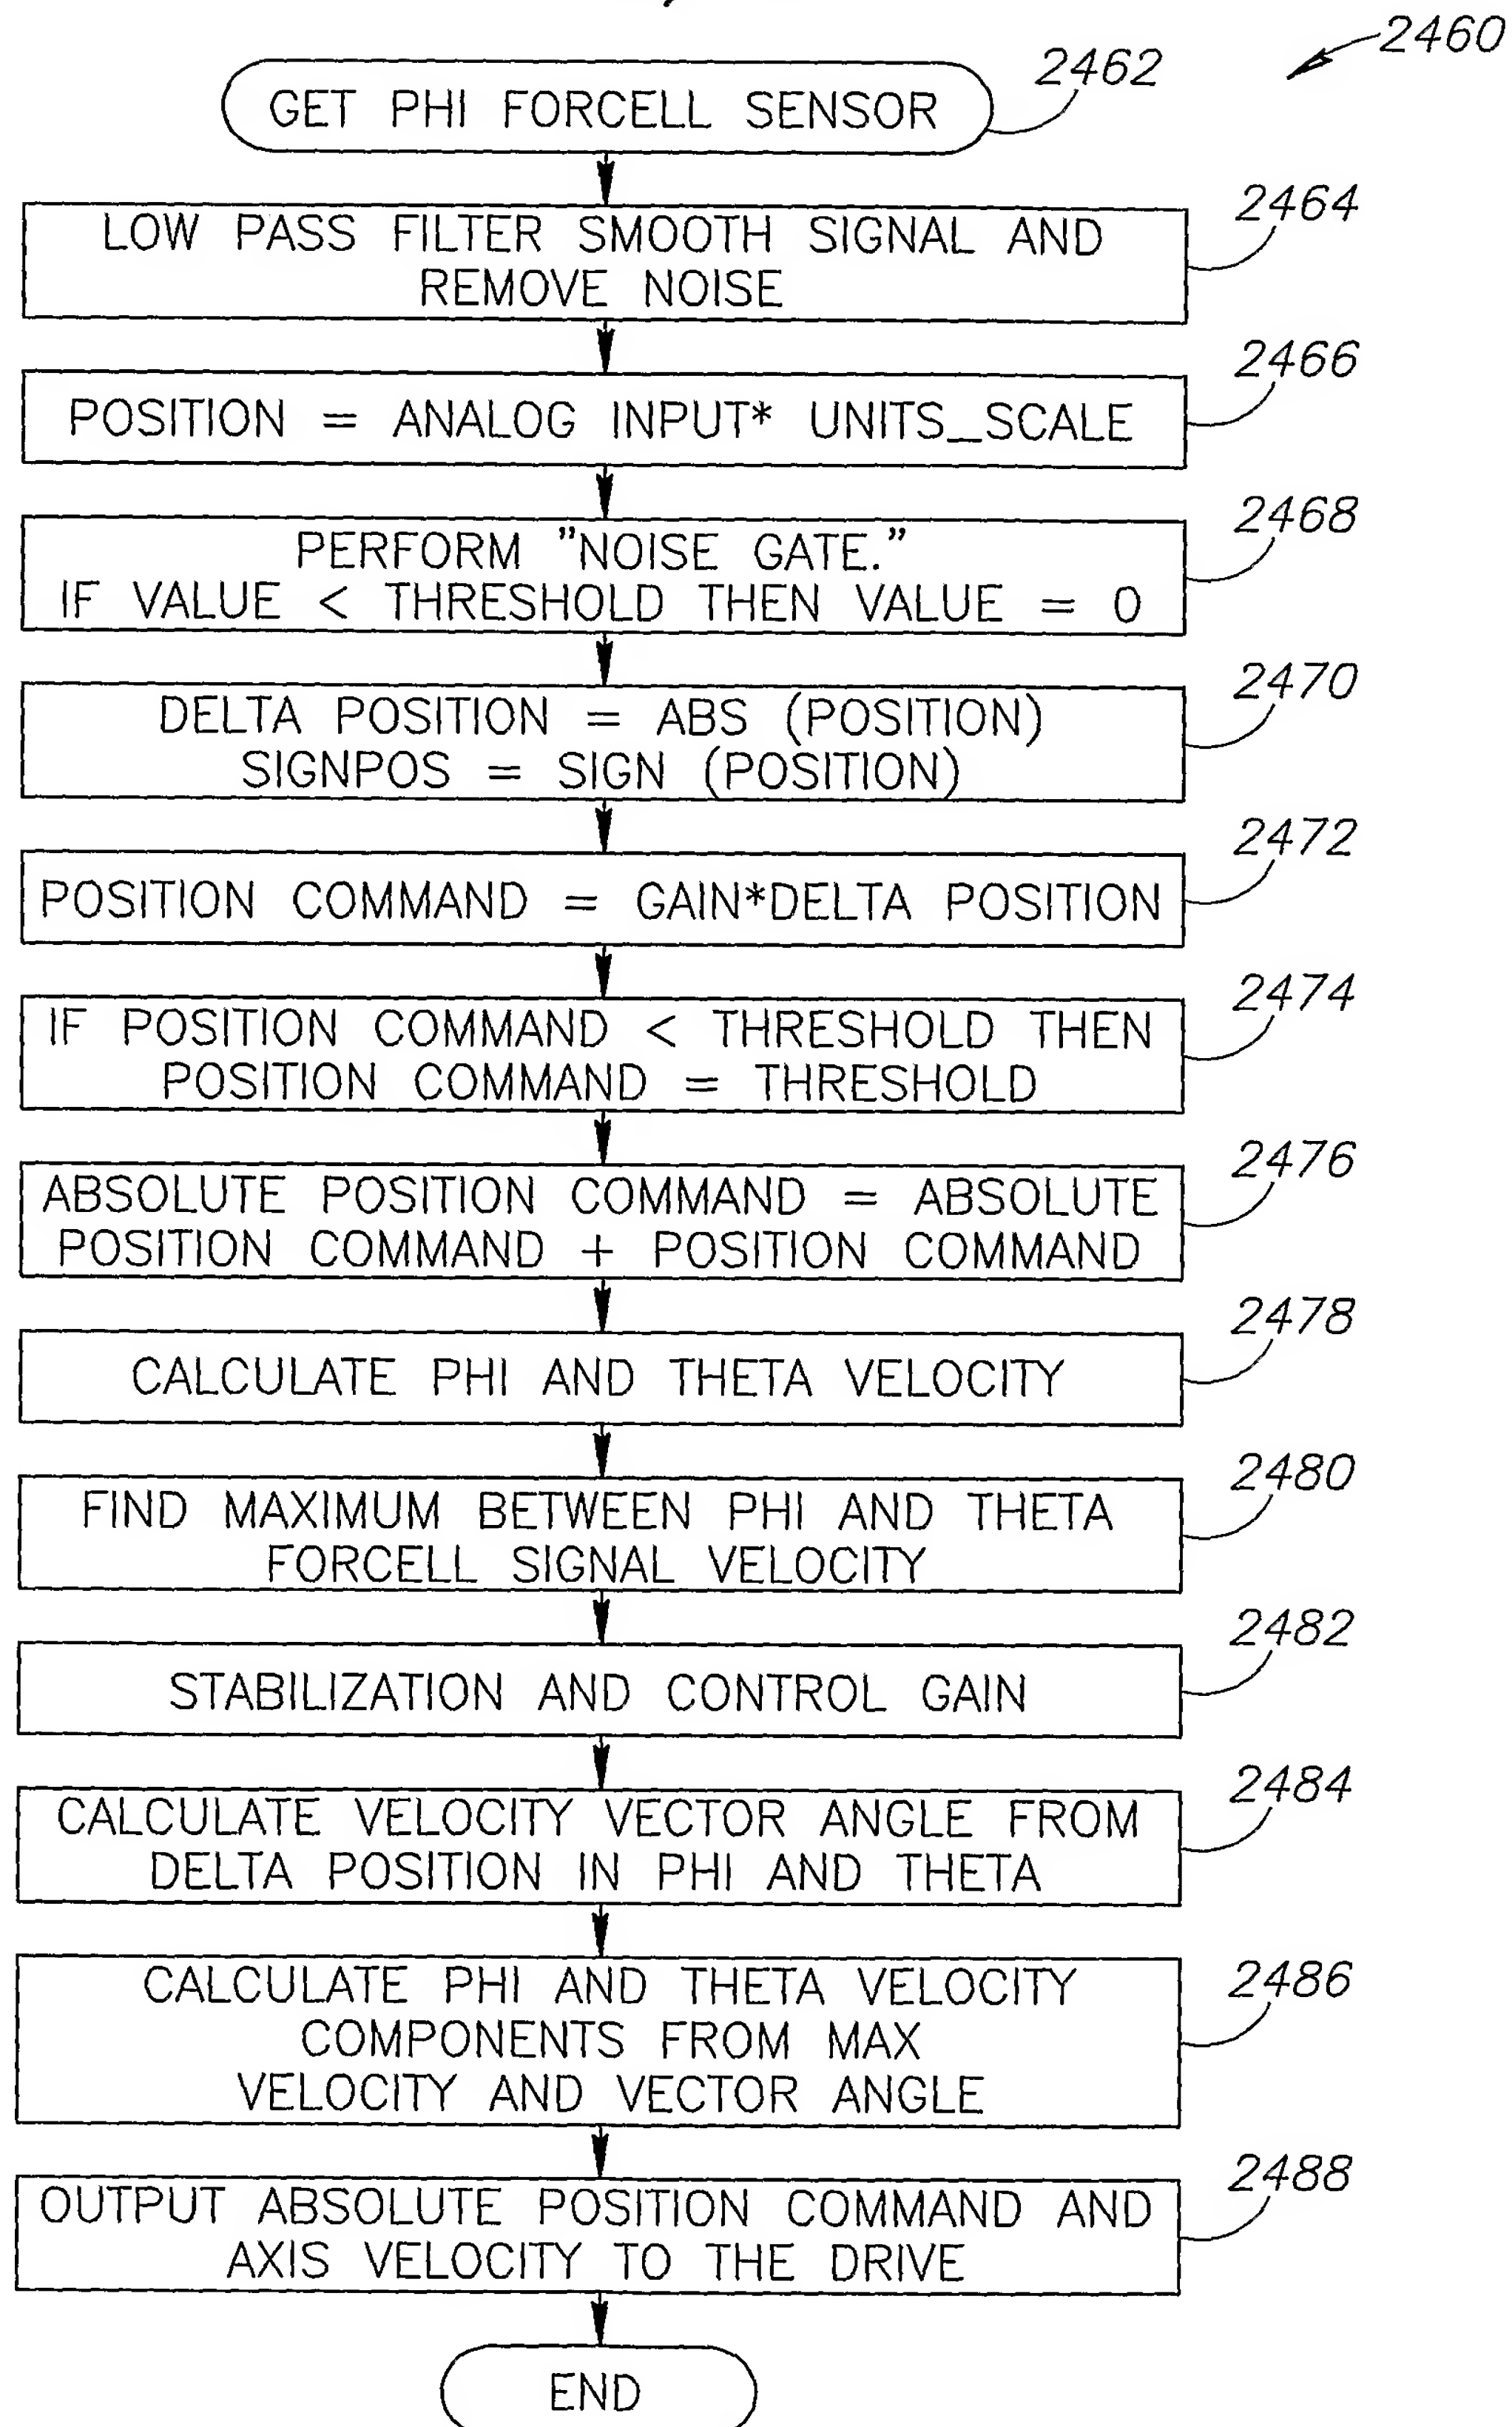 2460
GET PHI FORCELL SENSOR
2462
LOW PASS FILTER SMOOTH SIGNAL AND
REMOVE NOISE
2464
POSITION = ANALOG INPUT* UNITS_SCALE
2466
PERFORM "NOISE GATE."
IF VALUE < THRESHOLD THEN VALUE = 0
2468
DELTA POSITION = ABS (POSITION)
SIGNPOS = SIGN (POSITION)
2470
POSITION COMMAND = GAIN*DELTA POSITION
2472
IF POSITION COMMAND < THRESHOLD THEN
POSITION COMMAND = THRESHOLD
2474
ABSOLUTE POSITION COMMAND = ABSOLUTE
POSITION COMMAND + POSITION COMMAND
2476
CALCULATE PHI AND THETA VELOCITY
2478
FIND MAXIMUM BETWEEN PHI AND THETA
FORCELL SIGNAL VELOCITY
2480
STABILIZATION AND CONTROL GAIN
2482
CALCULATE VELOCITY VECTOR ANGLE FROM
DELTA POSITION IN PHI AND THETA
2484
CALCULATE PHI AND THETA VELOCITY
COMPONENTS FROM MAX
VELOCITY AND VECTOR ANGLE
2486
OUTPUT ABSOLUTE POSITION COMMAND AND
AXIS VELOCITY TO THE DRIVE
2488
END